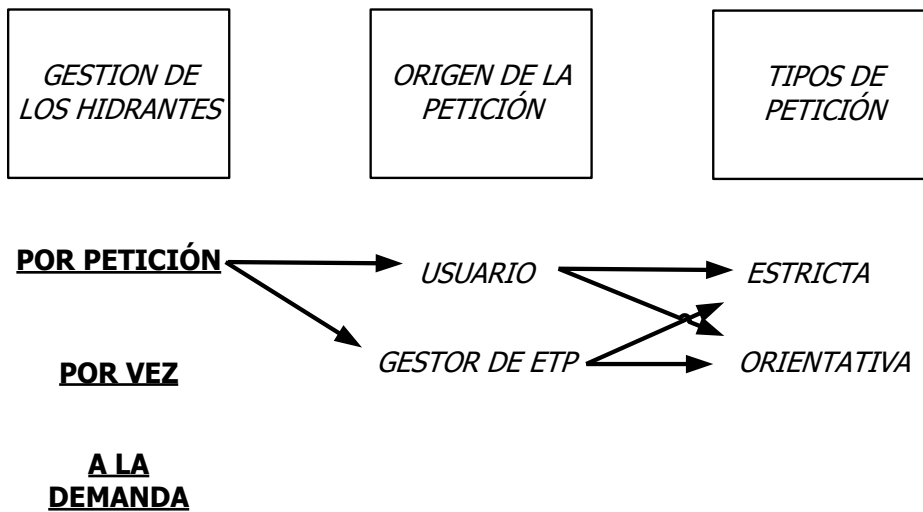 GESTION DE
LOS HIDRANTES
ORIGEN DE LA
PETICIÓN
TIPOS DE
PETICIÓN
POR PETICIÓN
USUARIO
ESTRICTA
GESTOR DE ETP
ORIENTATIVA
POR VEZ
A LA
DEMANDA